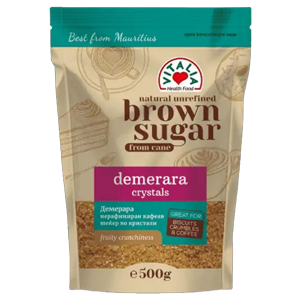 Best from Mauritius
VITALIA
Health Food
natural unrefined
brown
sugar
from cane
demerara
crystals
Демерара
нерафиниран кафеав
шеќер во кристали
fruity crunchiness
GREAT FOR
BISCUITS
CRUMBLES
& COFFEE
℮500g